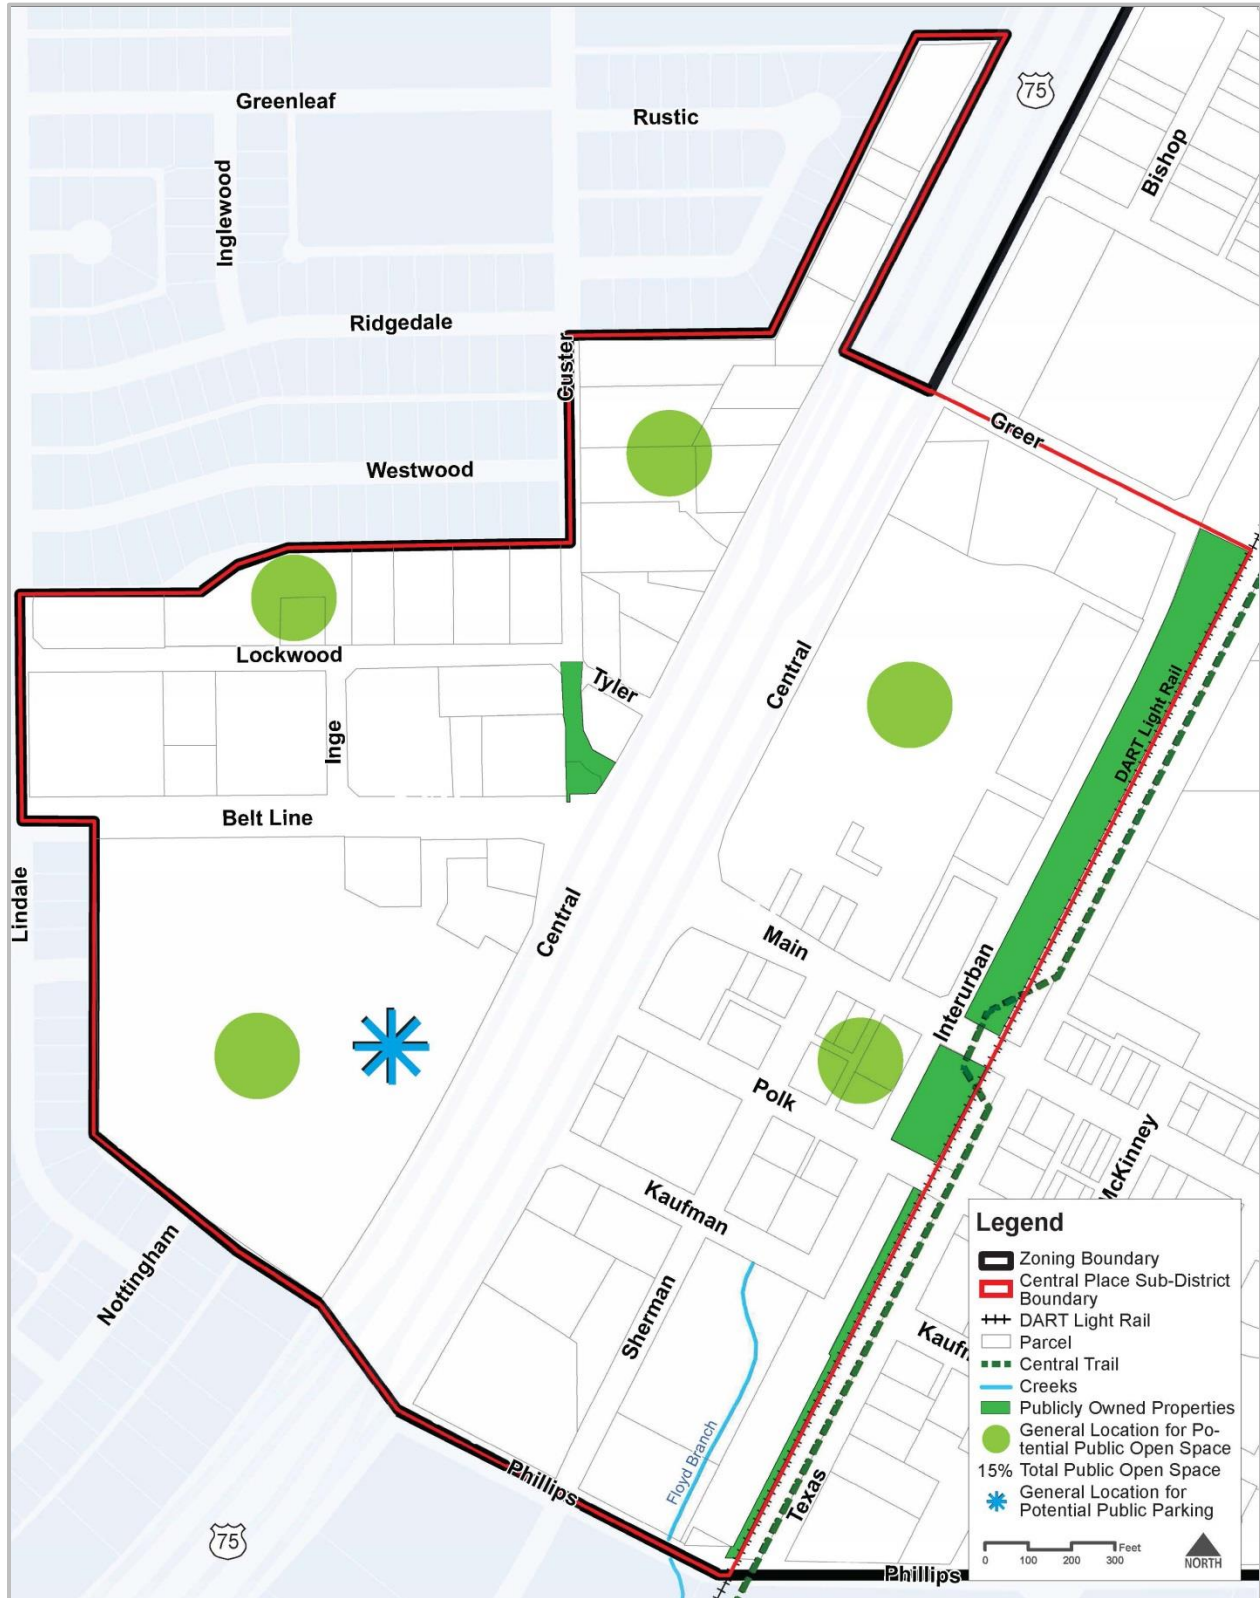 75
Greenleaf
Rustic
Bishop
Inglewood
Ridgedale
Custer
Greer
Westwood
Lockwood
Tyler
Central
DART Light Rail
Inge
Belt Line
Lindale
Central
Main
Interurban
Polk
McKinney
Kaufman
Nottingham
Sherman
Floyd Branch
Texas
Phillips
75
Phillips
Legend
Zoning Boundary
Central Place Sub-District
Boundary
DART Light Rail
Parcel
Central Trail
Creeks
Publicly Owned Properties
General Location for Po-
tential Public Open Space
15% Total Public Open Space
General Location for
Potential Public Parking
Feet
0 100 200 300
NORTH